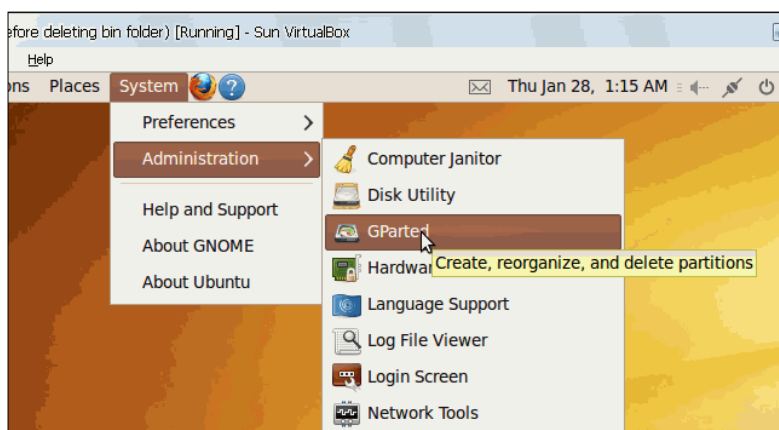 efore deleting bin folder) [Running] - Sun VirtualBox
Help
ons Places System Thu Jan 28, 1:15 AM
Preferences
Administration
Help and Support
About GNOME
About Ubuntu
Computer Janitor
Disk Utility
GParted
Hardwar
Create, reorganize, and delete partitions
Language Support
Log File Viewer
Login Screen
Network Tools